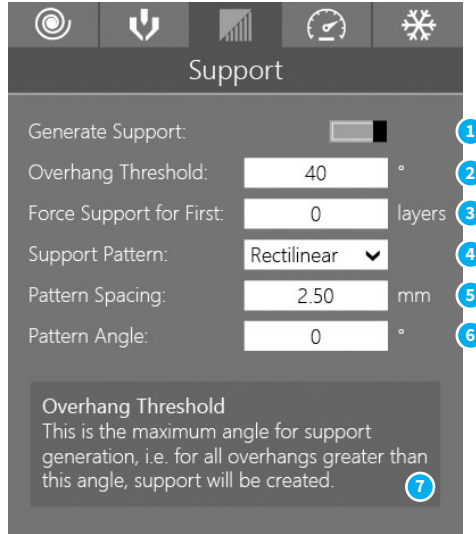 Support
Generate Support: 1
Overhang Threshold: 40 ° 2
Force Support for First: 0 layers 3
Support Pattern: Rectilinear 4
Pattern Spacing: 2.50 mm 5
Pattern Angle: 0 ° 6
Overhang Threshold
This is the maximum angle for support
generation, i.e. for all overhangs greater than
this angle, support will be created.
7